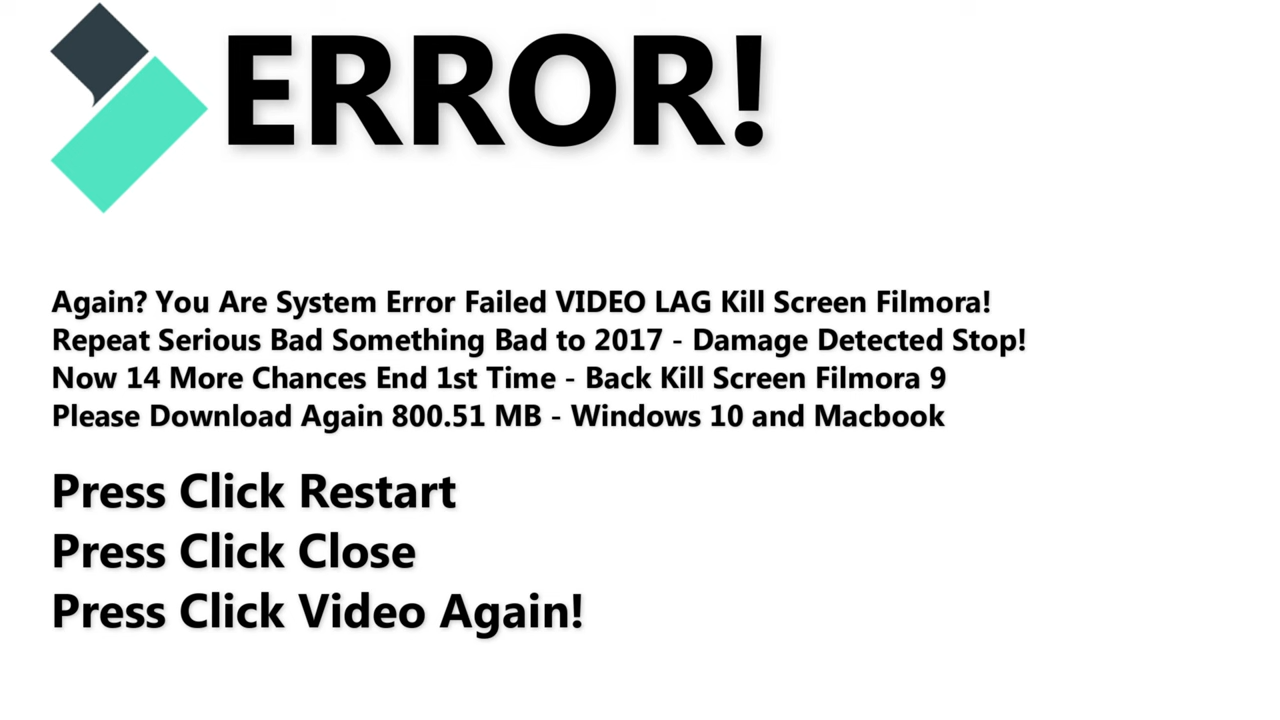 ERROR!
Again? You Are System Error Failed VIDEO LAG Kill Screen Filmora!
Repeat Serious Bad Something Bad to 2017 - Damage Detected Stop!
Now 14 More Chances End 1st Time - Back Kill Screen Filmora 9
Please Download Again 800.51 MB - Windows 10 and Macbook
Press Click Restart
Press Click Close
Press Click Video Again!